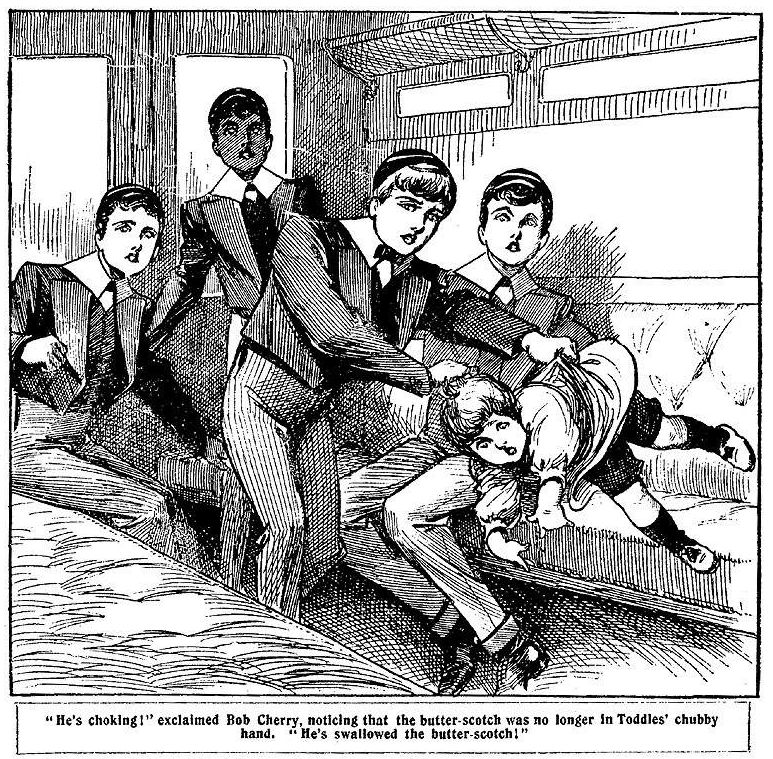 "He's choking!" exclaimed Bob Cherry, noticing that the butter-scotch was no longer in Toddles' chubby
hand. "He's swallowed the butter-scotch!"